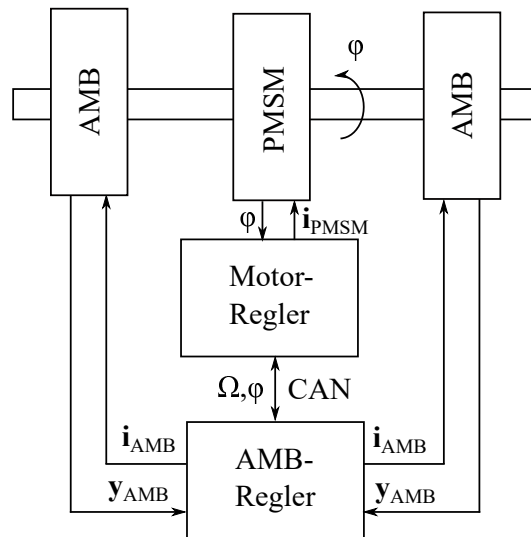 AMB
PMSM
φ
AMB
φ
i_PMSM
Motor-
Regler
Ω,φ
CAN
i_AMB
AMB-
Regler
i_AMB
y_AMB
y_AMB